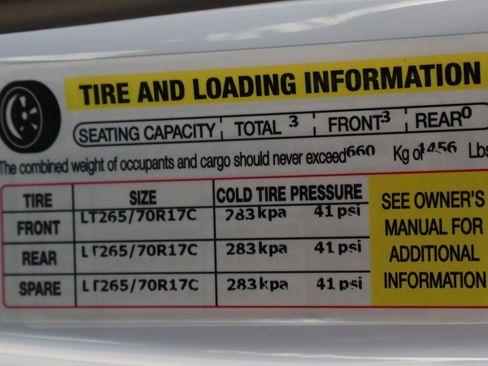 TIRE AND LOADING INFORMATION
SEATING CAPACITY TOTAL 3 FRONT 3 REAR 0
The combined weight of occupants and cargo should never exceed 660 Kg of 1456 Lbs
TIRE SIZE COLD TIRE PRESSURE
FRONT LT265/70R17C 283 kpa 41 psi
REAR LT265/70R17C 283 kpa 41 psi
SPARE LT265/70R17C 283 kpa 41 psi
SEE OWNER'S
MANUAL FOR
ADDITIONAL
INFORMATION